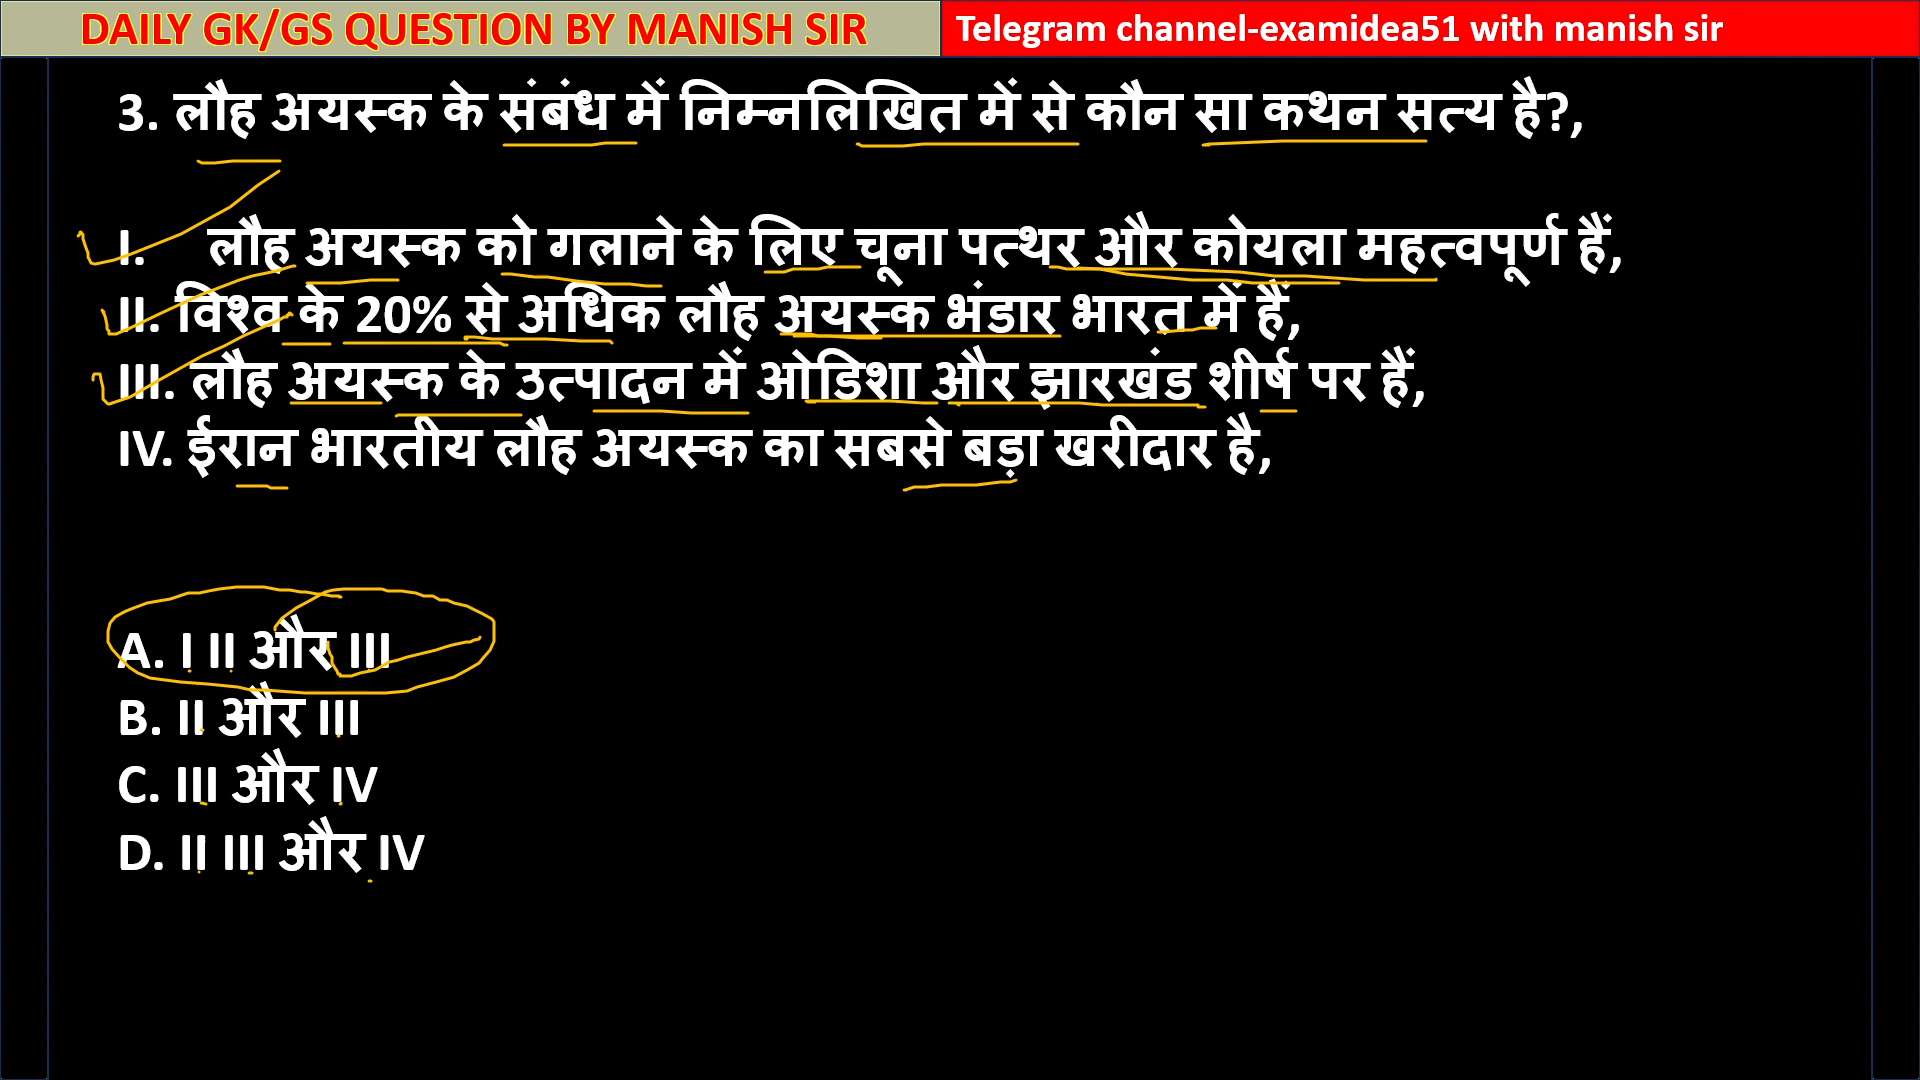 DAILY GK/GS QUESTION BY MANISH SIR
Telegram channel-examidea51 with manish sir
3. लौह अयस्क के संबंध में निम्नलिखित में से कौन सा कथन सत्य है?,
I. लौह अयस्क को गलाने के लिए चूना पत्थर और कोयला महत्वपूर्ण हैं,
II. विश्व के 20% से अधिक लौह अयस्क भंडार भारत में हैं,
III. लौह अयस्क के उत्पादन में ओडिशा और झारखंड शीर्ष पर हैं,
IV. ईरान भारतीय लौह अयस्क का सबसे बड़ा खरीदार है,
A. I II और III
B. II और III
C. III और IV
D. II III और IV